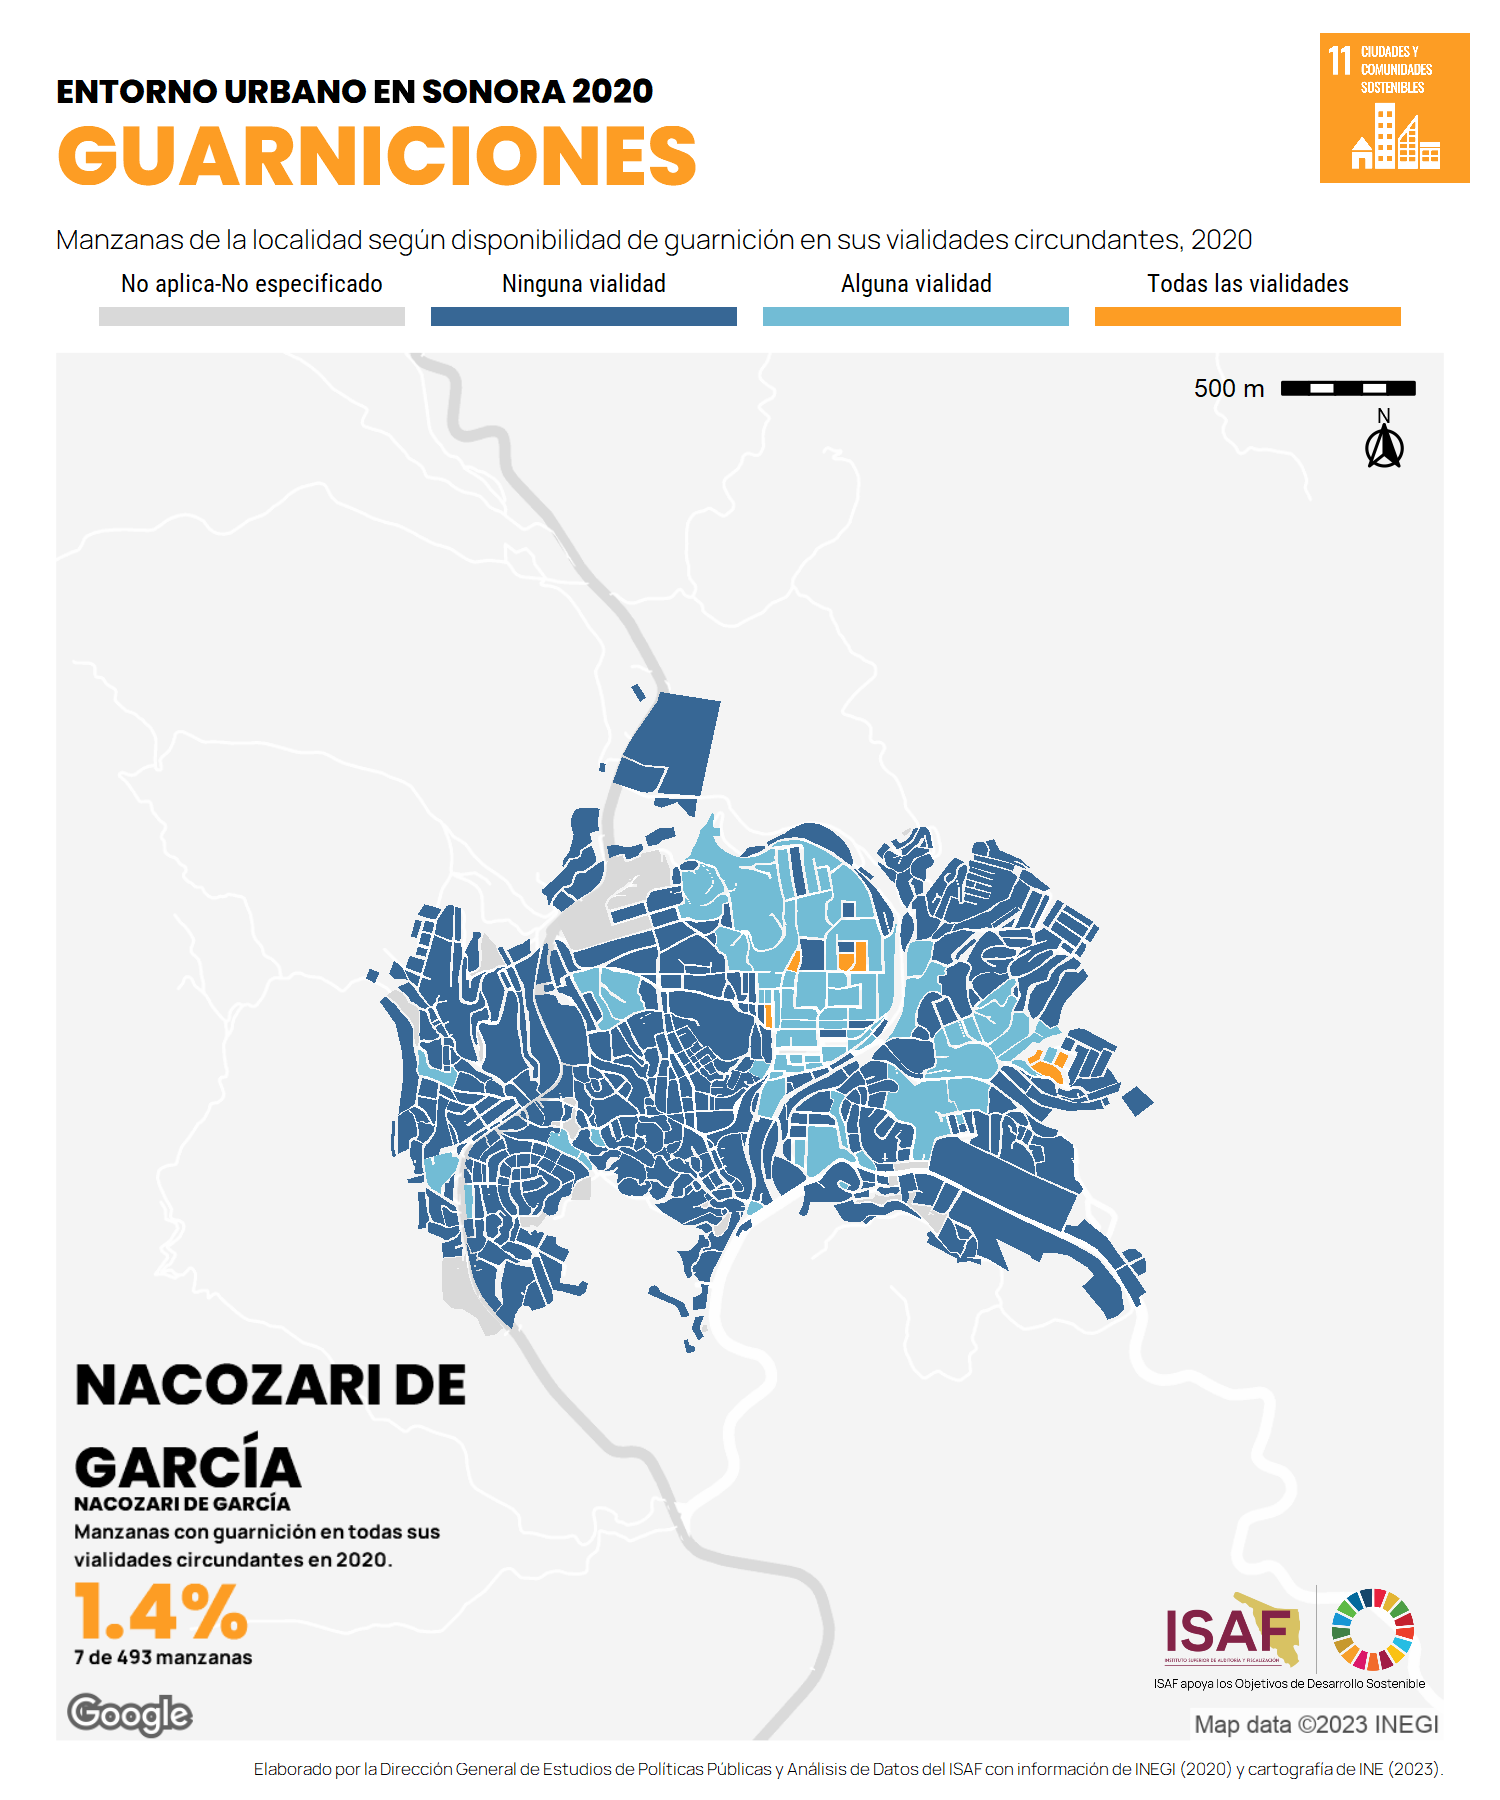 ENTORNO URBANO EN SONORA 2020
GUARNICIONES
11 CIUDADES Y
COMUNIDADES
SOSTENIBLES
Manzanas de la localidad según disponibilidad de guarnición en sus vialidades circundantes, 2020
No aplica-No especificado Ninguna vialidad Alguna vialidad Todas las vialidades
500 m
N
NACOZARI DE
GARCÍA
NACOZARI DE GARCÍA
Manzanas con guarnición en todas sus
vialidades circundantes en 2020.
1.4%
7 de 493 manzanas
Google
ISAF
INSTITUTO SUPERIOR DE AUDITORÍA Y FISCALIZACIÓN
ISAF apoya los Objetivos de Desarrollo Sostenible
Map data ©2023 INEGI
Elaborado por la Dirección General de Estudios de Políticas Públicas y Análisis de Datos del ISAF con información de INEGI (2020) y cartografía de INE (2023).